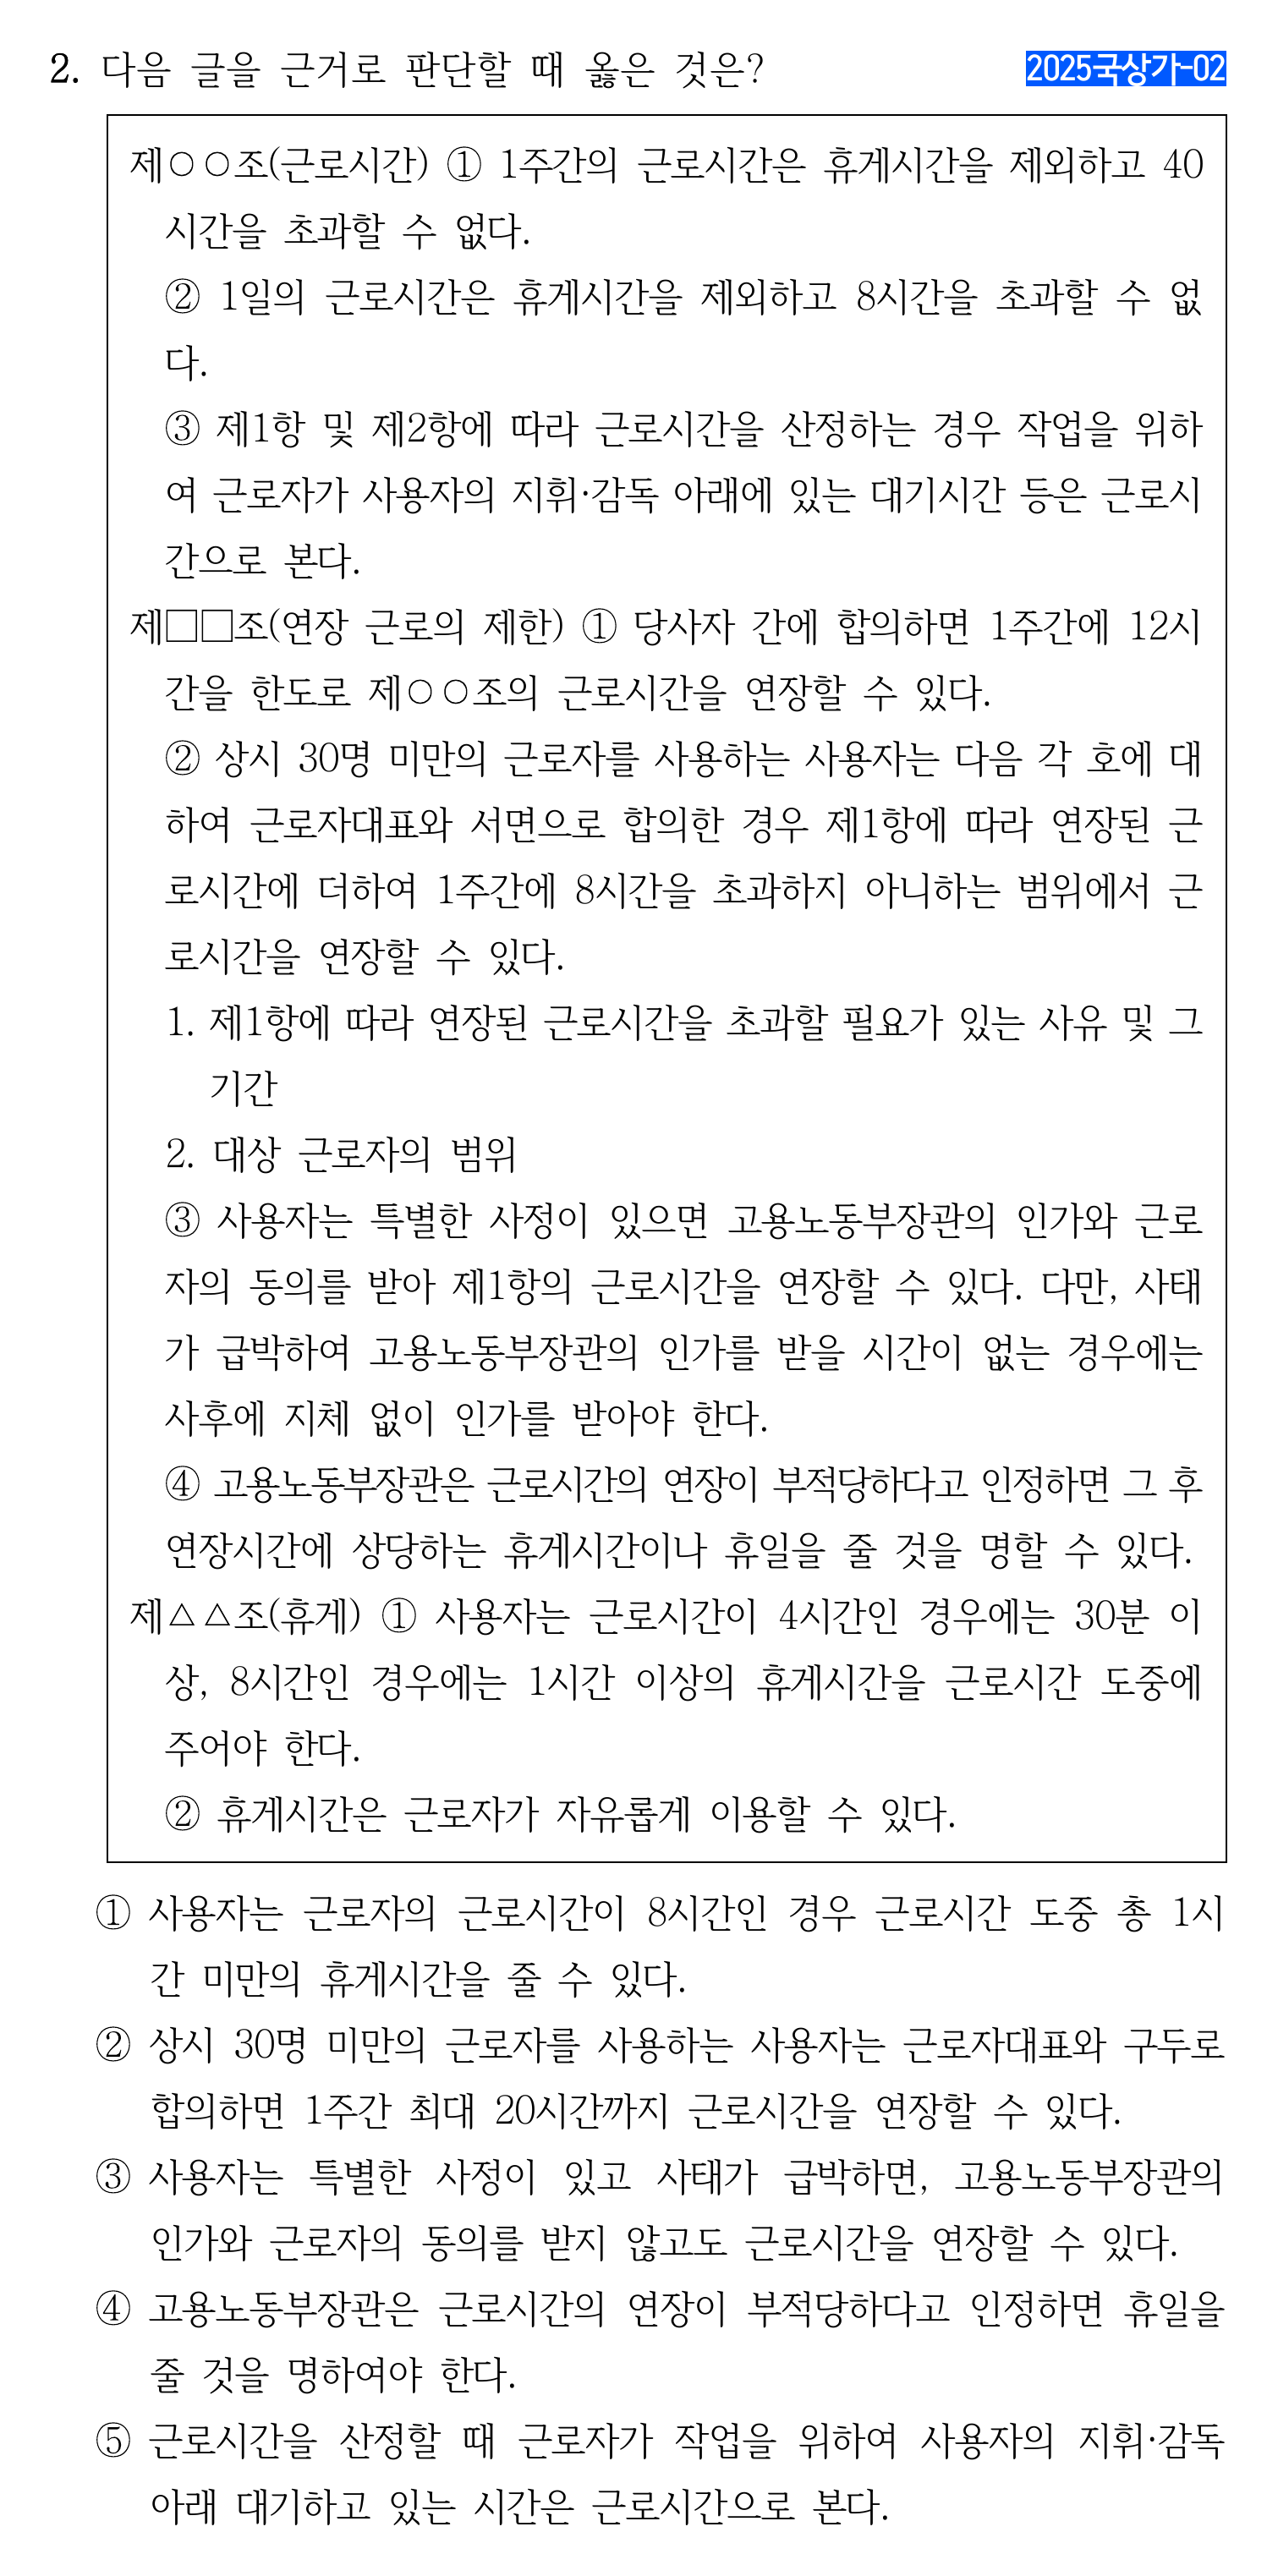 2. 다음 글을 근거로 판단할 때 옳은 것은? 2025국상가-02
제○○조(근로시간) ① 1주간의 근로시간은 휴게시간을 제외하고 40
시간을 초과할 수 없다.
② 1일의 근로시간은 휴게시간을 제외하고 8시간을 초과할 수 없
다.
③ 제1항 및 제2항에 따라 근로시간을 산정하는 경우 작업을 위하
여 근로자가 사용자의 지휘·감독 아래에 있는 대기시간 등은 근로시
간으로 본다.
제□□조(연장 근로의 제한) ① 당사자 간에 합의하면 1주간에 12시
간을 한도로 제○○조의 근로시간을 연장할 수 있다.
② 상시 30명 미만의 근로자를 사용하는 사용자는 다음 각 호에 대
하여 근로자대표와 서면으로 합의한 경우 제1항에 따라 연장된 근
로시간에 더하여 1주간에 8시간을 초과하지 아니하는 범위에서 근
로시간을 연장할 수 있다.
1. 제1항에 따라 연장된 근로시간을 초과할 필요가 있는 사유 및 그
기간
2. 대상 근로자의 범위
③ 사용자는 특별한 사정이 있으면 고용노동부장관의 인가와 근로
자의 동의를 받아 제1항의 근로시간을 연장할 수 있다. 다만, 사태
가 급박하여 고용노동부장관의 인가를 받을 시간이 없는 경우에는
사후에 지체 없이 인가를 받아야 한다.
④ 고용노동부장관은 근로시간의 연장이 부적당하다고 인정하면 그 후
연장시간에 상당하는 휴게시간이나 휴일을 줄 것을 명할 수 있다.
제△△조(휴게) ① 사용자는 근로시간이 4시간인 경우에는 30분 이
상, 8시간인 경우에는 1시간 이상의 휴게시간을 근로시간 도중에
주어야 한다.
② 휴게시간은 근로자가 자유롭게 이용할 수 있다.
① 사용자는 근로자의 근로시간이 8시간인 경우 근로시간 도중 총 1시
간 미만의 휴게시간을 줄 수 있다.
② 상시 30명 미만의 근로자를 사용하는 사용자는 근로자대표와 구두로
합의하면 1주간 최대 20시간까지 근로시간을 연장할 수 있다.
③ 사용자는 특별한 사정이 있고 사태가 급박하면, 고용노동부장관의
인가와 근로자의 동의를 받지 않고도 근로시간을 연장할 수 있다.
④ 고용노동부장관은 근로시간의 연장이 부적당하다고 인정하면 휴일을
줄 것을 명하여야 한다.
⑤ 근로시간을 산정할 때 근로자가 작업을 위하여 사용자의 지휘·감독
아래 대기하고 있는 시간은 근로시간으로 본다.